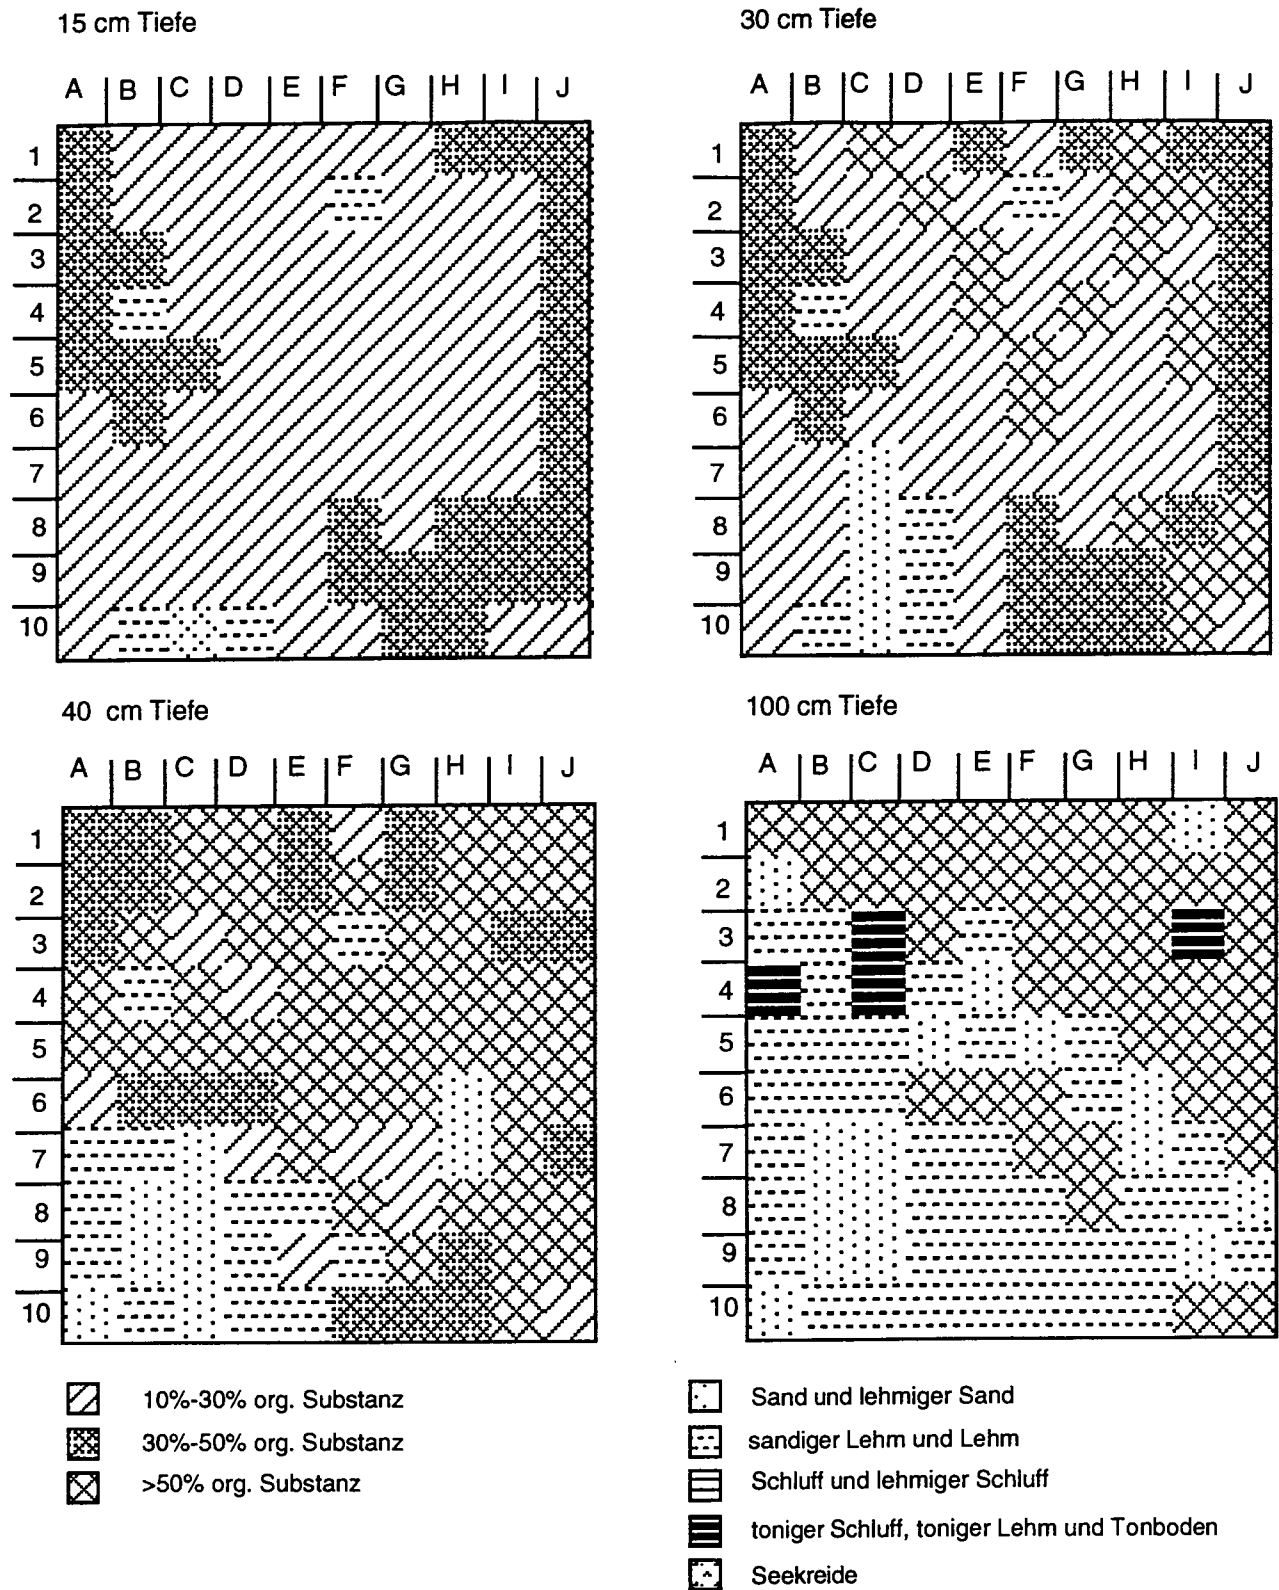 15 cm Tiefe
A B C D E F G H I J
1
2
3
4
5
6
7
8
9
10
30 cm Tiefe
A B C D E F G H I J
1
2
3
4
5
6
7
8
9
10
40 cm Tiefe
A B C D E F G H I J
1
2
3
4
5
6
7
8
9
10
100 cm Tiefe
A B C D E F G H I J
1
2
3
4
5
6
7
8
9
10
10%-30% org. Substanz
30%-50% org. Substanz
>50% org. Substanz
Sand und lehmiger Sand
sandiger Lehm und Lehm
Schluff und lehmiger Schluff
toniger Schluff, toniger Lehm und Tonboden
Seekreide